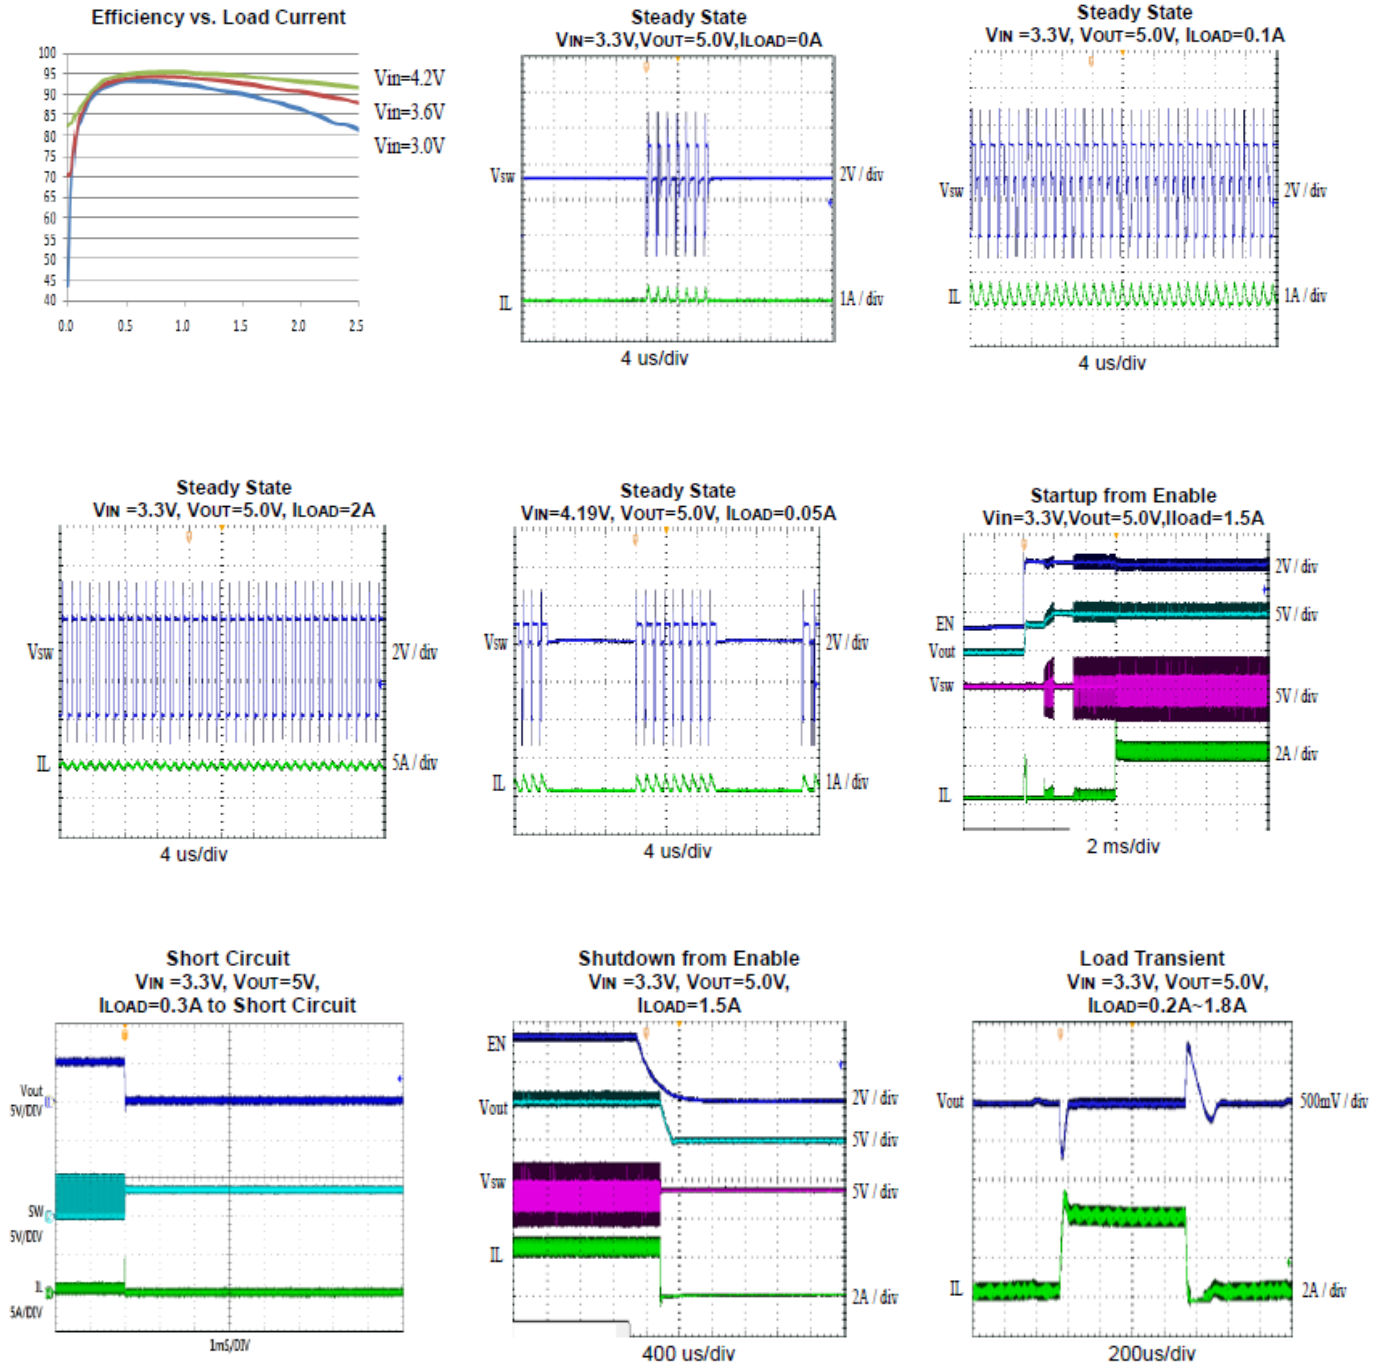 Efficiency vs. Load Current
100
95
90
85
80
75
70
65
60
55
50
45
40
0.0 0.5 1.0 1.5 2.0 2.5
Vin=4.2V
Vin=3.6V
Vin=3.0V
Steady State
VIN=3.3V,VOUT=5.0V,ILOAD=0A
Vsw
2V / div
IL
1A / div
4 us/div
Steady State
VIN =3.3V, VOUT=5.0V, ILOAD=0.1A
Vsw
2V / div
IL
1A / div
4 us/div
Steady State
VIN =3.3V, VOUT=5.0V, ILOAD=2A
Vsw
2V / div
IL
5A / div
4 us/div
Steady State
VIN=4.19V, VOUT=5.0V, ILOAD=0.05A
Vsw
2V / div
IL
1A / div
4 us/div
Startup from Enable
Vin=3.3V,Vout=5.0V,Iload=1.5A
2V / div
EN
5V / div
Vout
Vsw
5V / div
2A / div
IL
2 ms/div
Short Circuit
VIN =3.3V, VOUT=5V,
ILOAD=0.3A to Short Circuit
Vout
5V/DIV
SW
5V/DIV
IL
5A/DIV
1mS/DIV
Shutdown from Enable
VIN =3.3V, VOUT=5.0V,
ILOAD=1.5A
EN
2V / div
Vout
5V / div
Vsw
5V / div
IL
2A / div
400 us/div
Load Transient
VIN =3.3V, VOUT=5.0V,
ILOAD=0.2A~1.8A
Vout
500mV / div
IL
2A / div
200us/div